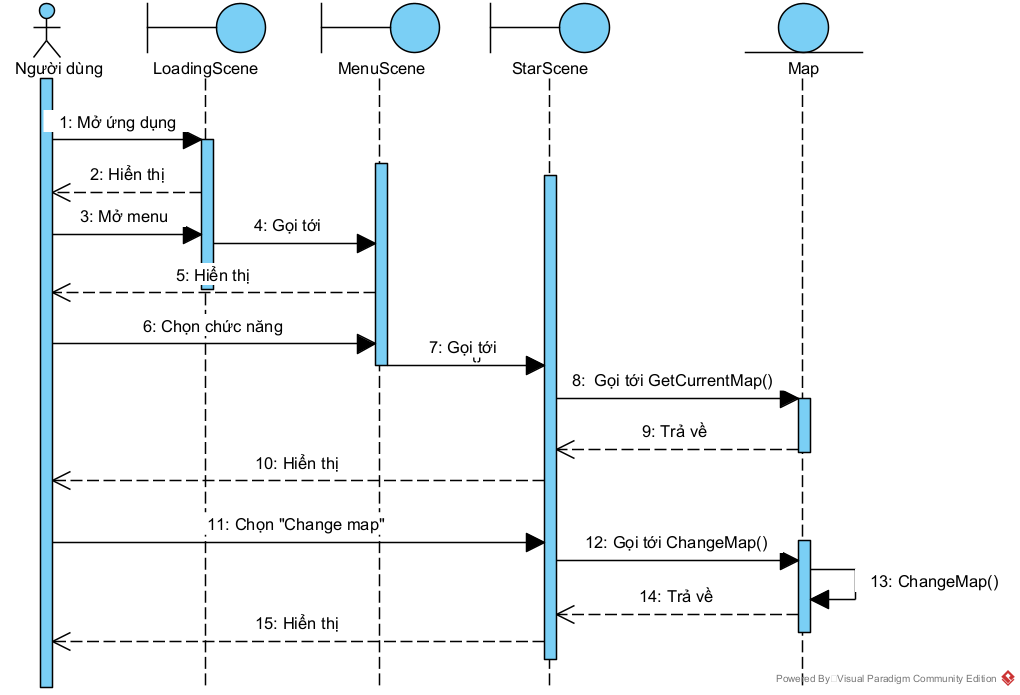 Người dùng
LoadingScene
MenuScene
StarScene
Map
1: Mở ứng dụng
2: Hiển thị
3: Mở menu
4: Gọi tới
5: Hiển thị
6: Chọn chức năng
7: Gọi tới
8: Gọi tới GetCurrentMap()
9: Trả về
10: Hiển thị
11: Chọn "Change map"
12: Gọi tới ChangeMap()
13: ChangeMap()
14: Trả về
15: Hiển thị
Powered By Visual Paradigm Community Edition